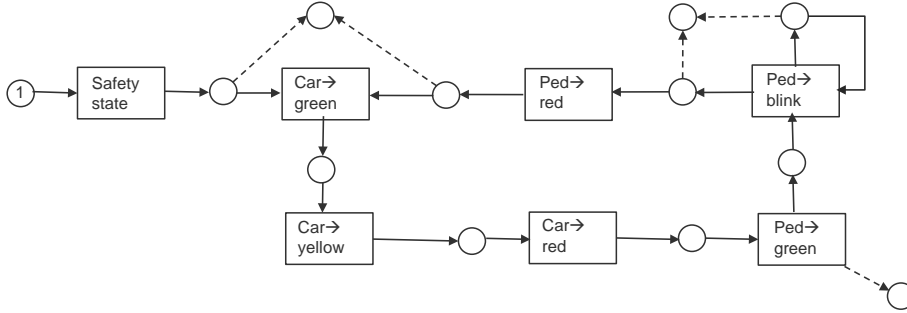 1
Safety
state
Car→
green
Ped→
red
Ped→
blink
Car→
yellow
Car→
red
Ped→
green